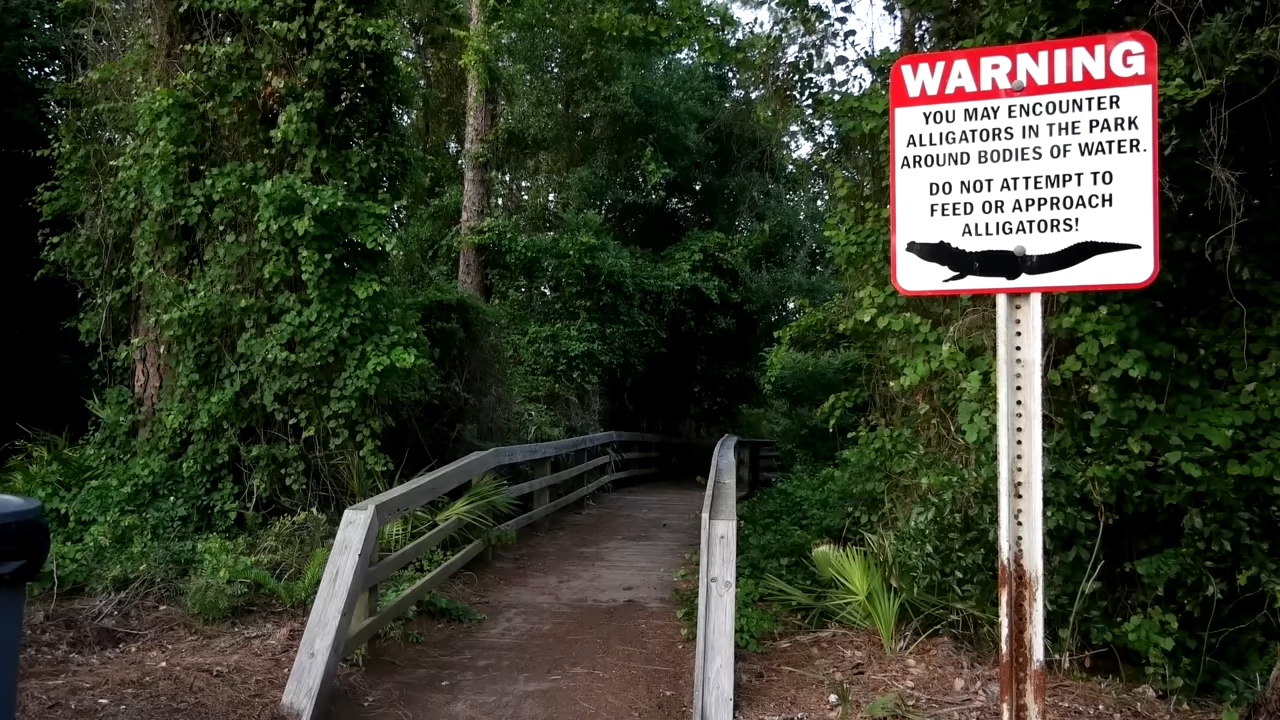 WARNING
YOU MAY ENCOUNTER
ALLIGATORS IN THE PARK
AROUND BODIES OF WATER.
DO NOT ATTEMPT TO
FEED OR APPROACH
ALLIGATORS!